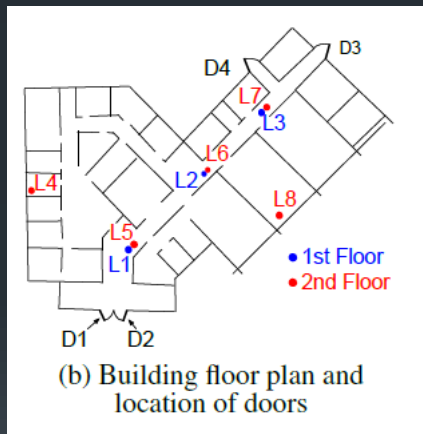 D3
D4
L7
L3
L6
L2
L4
L8
L5
L1
1st Floor
2nd Floor
D1
D2
(b) Building floor plan and
location of doors